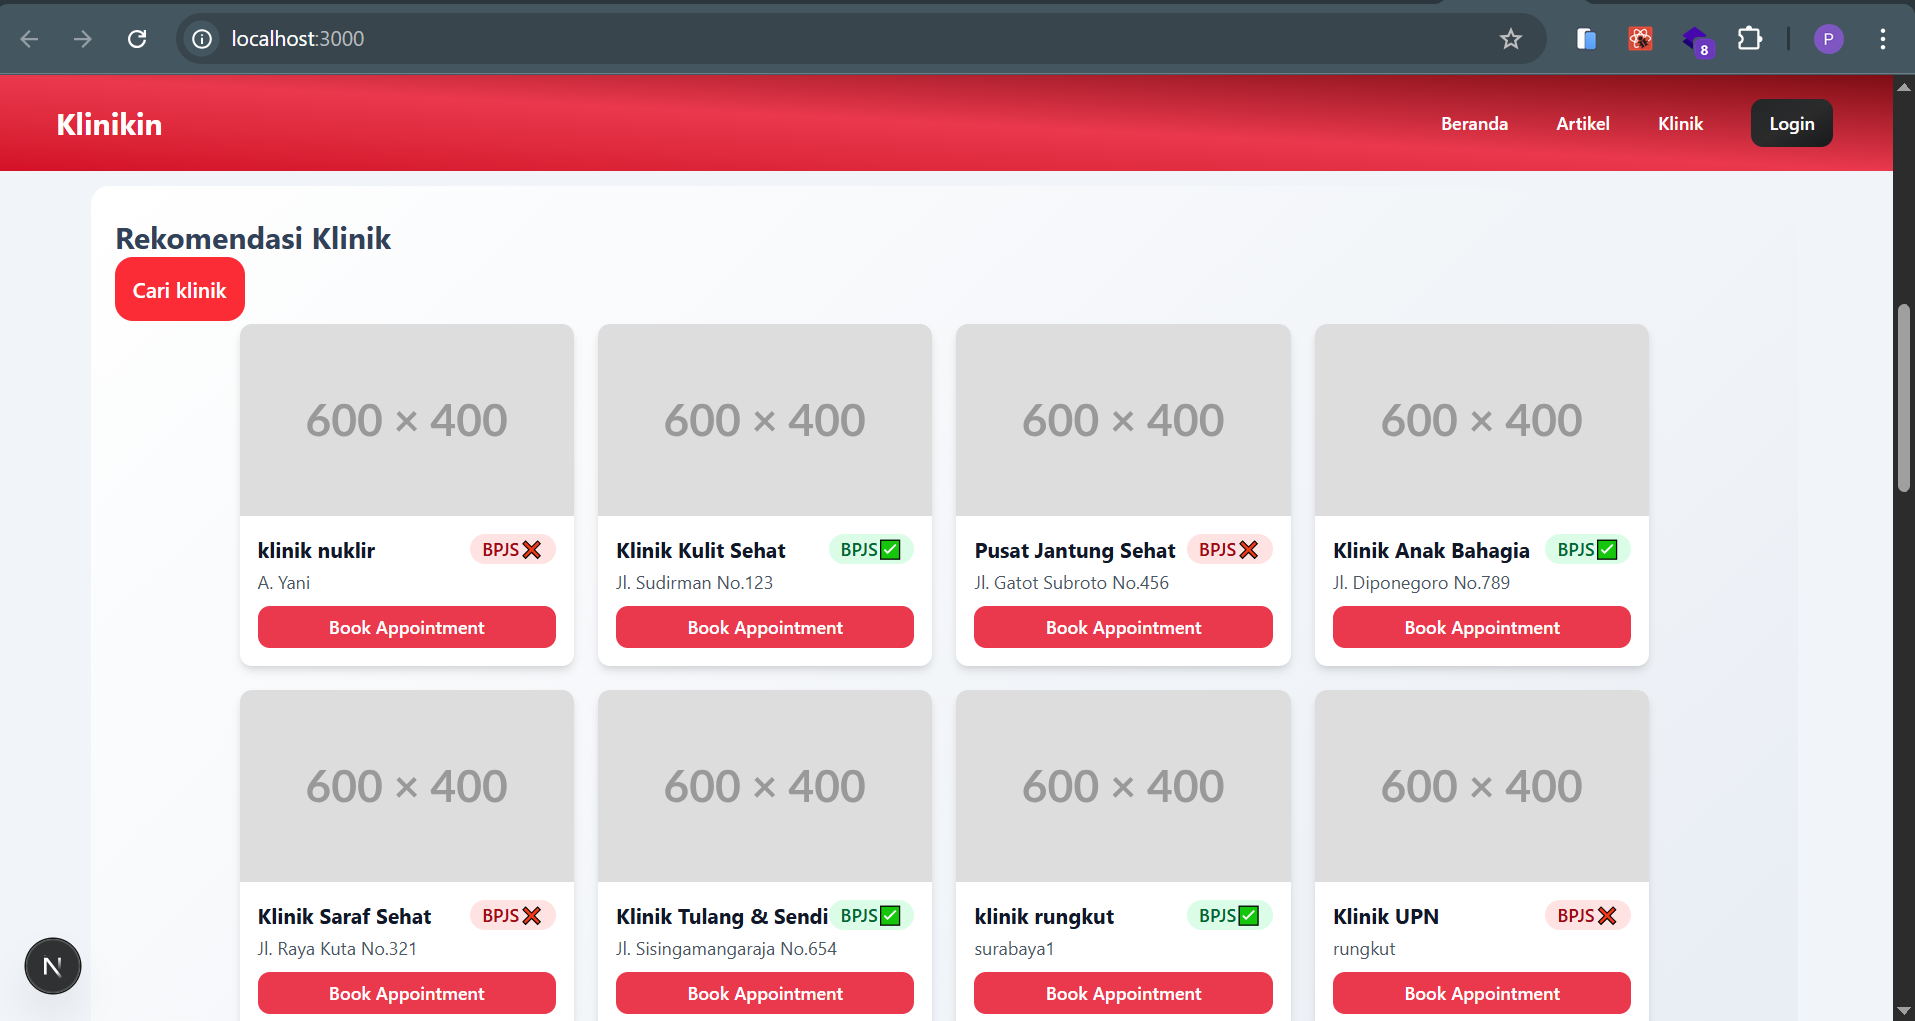 localhost:3000
8
P
Klinikin
Beranda
Artikel
Klinik
Login
Rekomendasi Klinik
Cari klinik
600 × 400
600 × 400
600 × 400
600 × 400
klinik nuklir
BPJS❌
A. Yani
Book Appointment
Klinik Kulit Sehat
BPJS✅
Jl. Sudirman No.123
Book Appointment
Pusat Jantung Sehat
BPJS❌
Jl. Gatot Subroto No.456
Book Appointment
Klinik Anak Bahagia
BPJS✅
Jl. Diponegoro No.789
Book Appointment
600 × 400
600 × 400
600 × 400
600 × 400
Klinik Saraf Sehat
BPJS❌
Jl. Raya Kuta No.321
Book Appointment
Klinik Tulang & Sendi
BPJS✅
Jl. Sisingamangaraja No.654
Book Appointment
klinik rungkut
BPJS✅
surabaya1
Book Appointment
Klinik UPN
BPJS❌
rungkut
Book Appointment
N